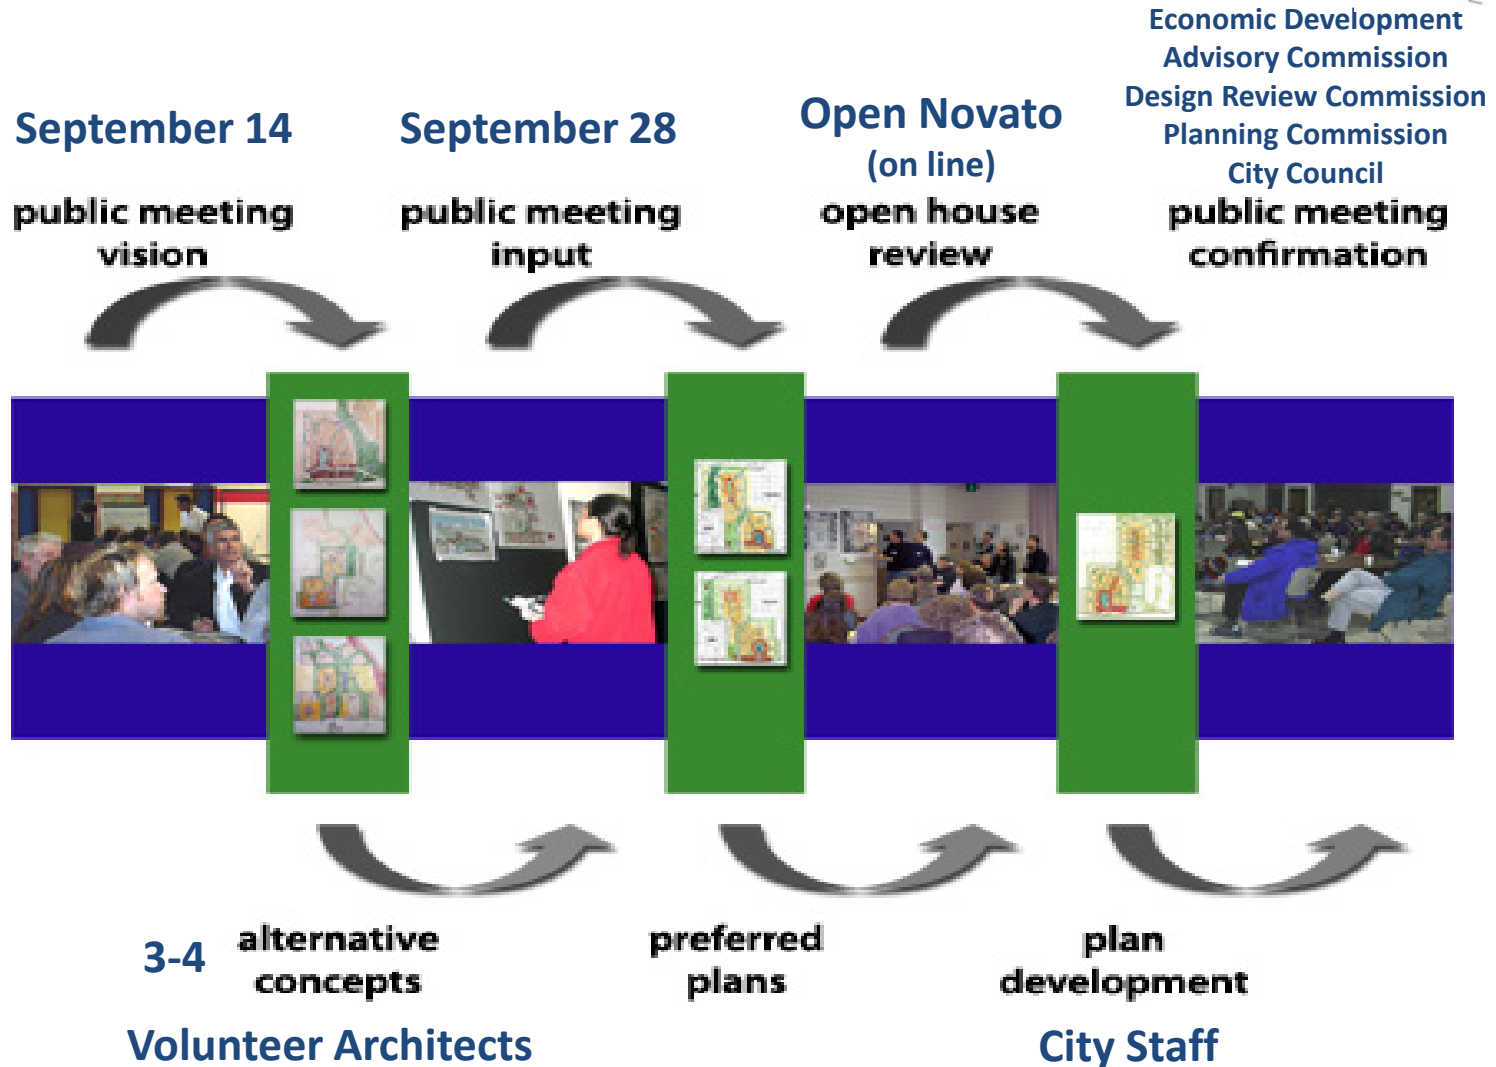 September 14
public meeting
vision
September 28
public meeting
input
Open Novato
(on line)
open house
review
Economic Development
Advisory Commission
Design Review Commission
Planning Commission
City Council
public meeting
confirmation
3-4
alternative
concepts
Volunteer Architects
preferred
plans
plan
development
City Staff